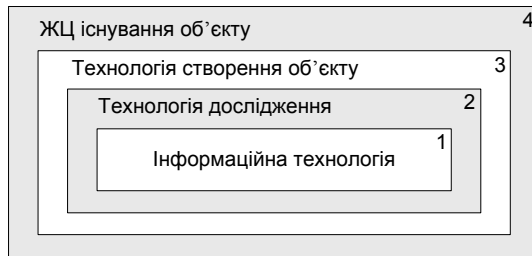 ЖЦ існування об’єкту 4
Технологія створення об’єкту 3
Технологія дослідження 2
Інформаційна технологія 1